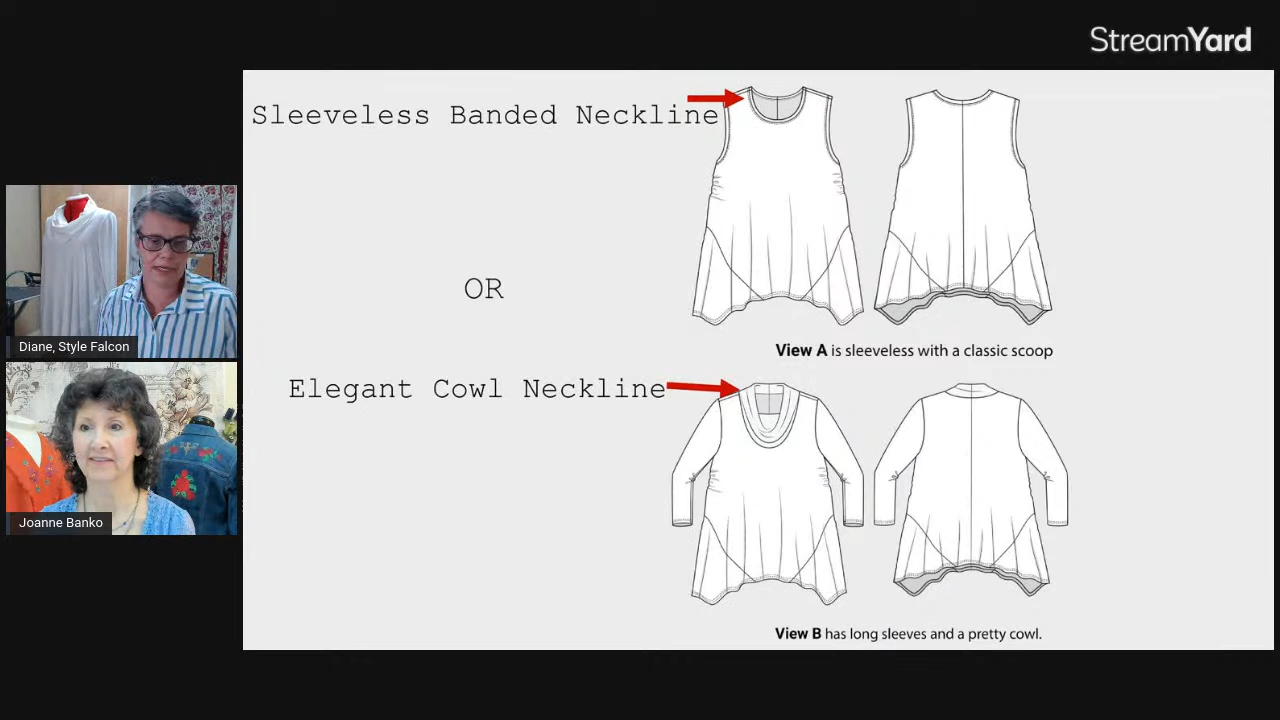 StreamYard
Sleeveless Banded Neckline
View A is sleeveless with a classic scoop
OR
Elegant Cowl Neckline
View B has long sleeves and a pretty cowl.
Diane, Style Falcon
Joanne Banko